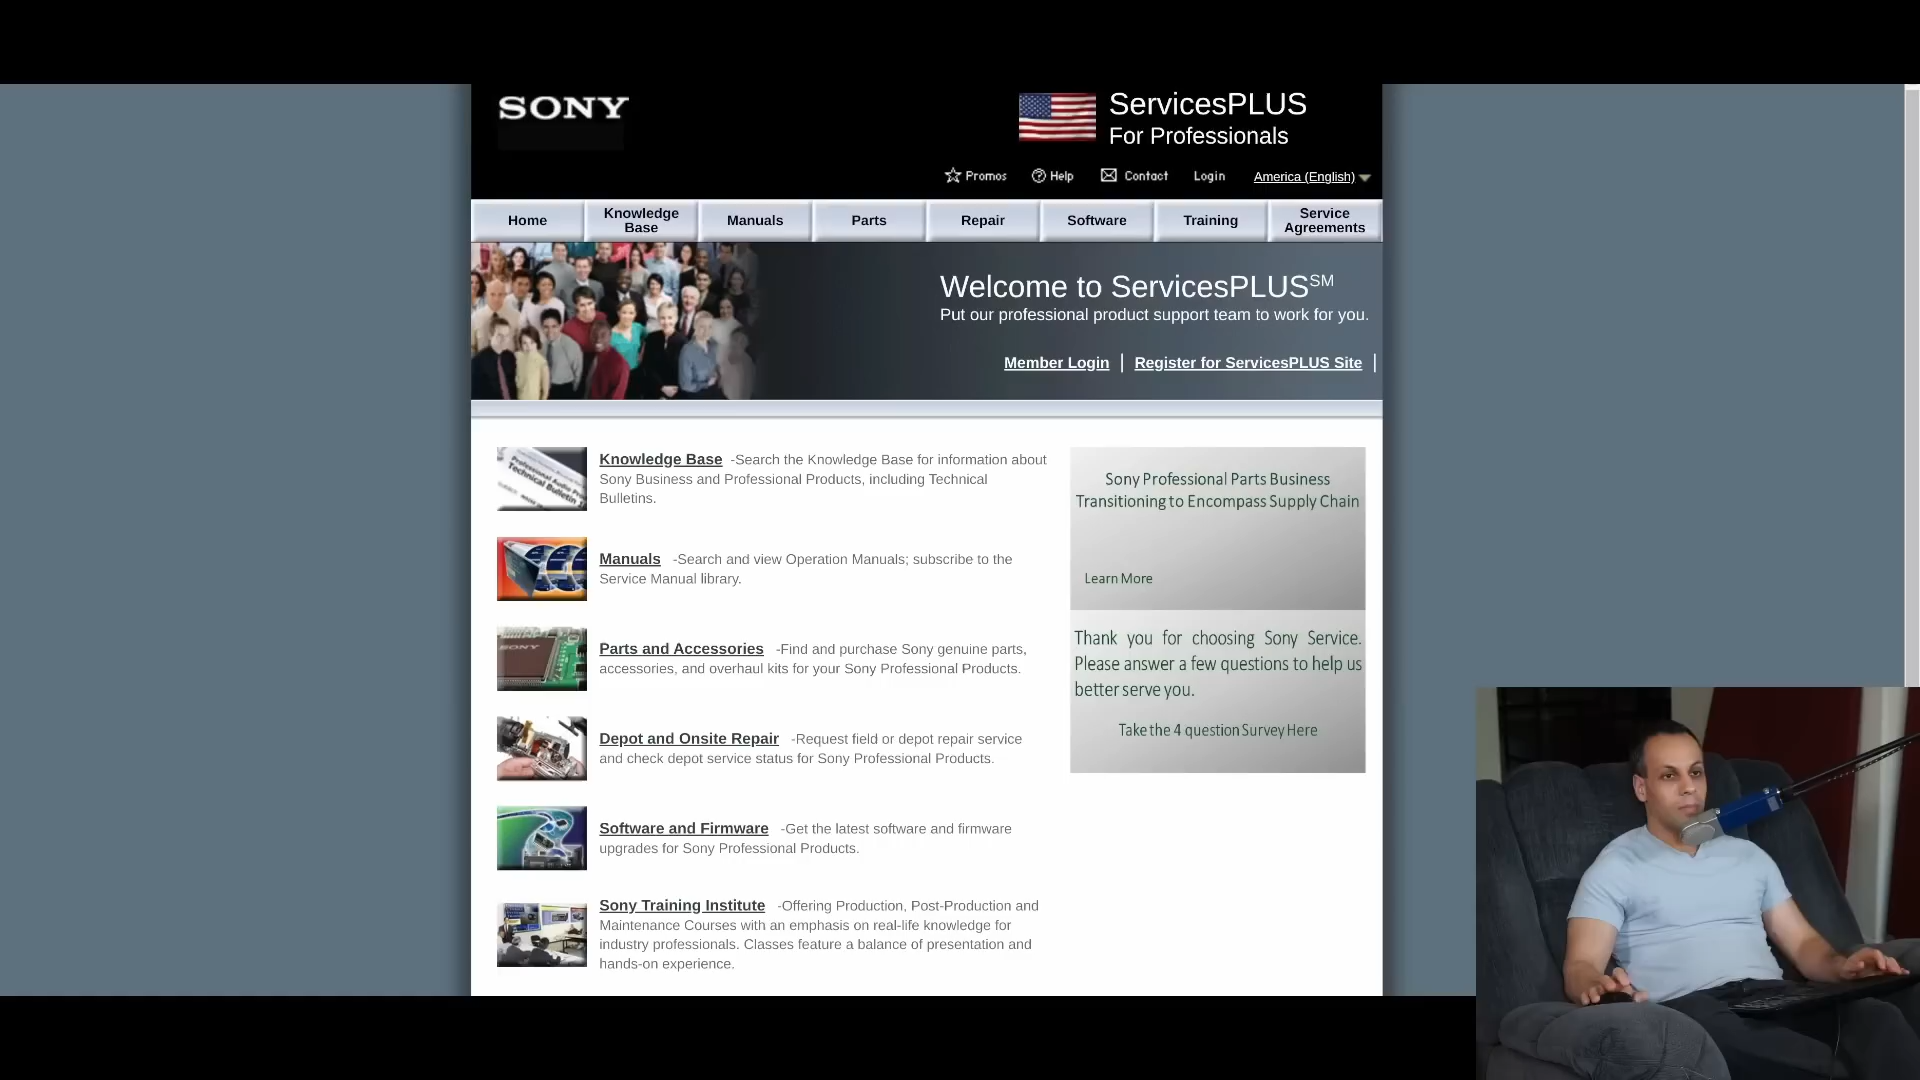 SONY
ServicesPLUS
For Professionals
Promos
Help
Contact
Login
America (English)
Home
Knowledge
Base
Manuals
Parts
Repair
Software
Training
Service
Agreements
Welcome to ServicesPLUSSM
Put our professional product support team to work for you.
Member Login | Register for ServicesPLUS Site |
Knowledge Base -Search the Knowledge Base for information about
Sony Business and Professional Products, including Technical
Bulletins.
Manuals -Search and view Operation Manuals; subscribe to the
Service Manual library.
Parts and Accessories -Find and purchase Sony genuine parts,
accessories, and overhaul kits for your Sony Professional Products.
Depot and Onsite Repair -Request field or depot repair service
and check depot service status for Sony Professional Products.
Software and Firmware -Get the latest software and firmware
upgrades for Sony Professional Products.
Sony Training Institute -Offering Production, Post-Production and
Maintenance Courses with an emphasis on real-life knowledge for
industry professionals. Classes feature a balance of presentation and
hands-on experience.
Sony Professional Parts Business
Transitioning to Encompass Supply Chain
Learn More
Thank you for choosing Sony Service.
Please answer a few questions to help us
better serve you.
Take the 4 question Survey Here
Professional Audio
Technical Bulletin
SONY